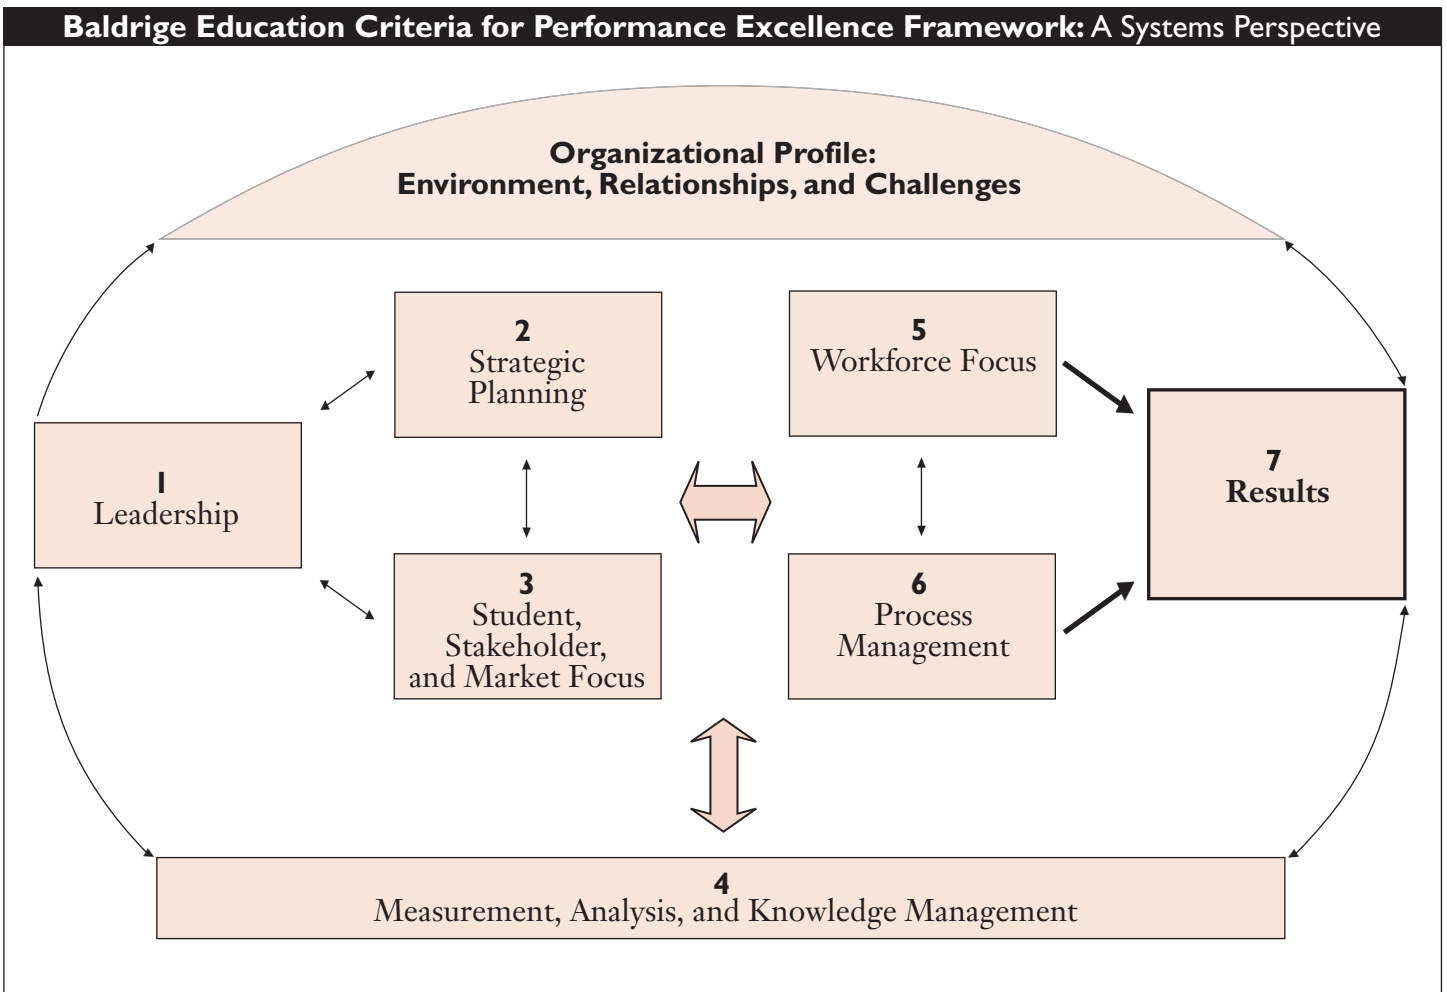 Baldrige Education Criteria for Performance Excellence Framework: A Systems Perspective
Organizational Profile:
Environment, Relationships, and Challenges
2
Strategic
Planning
5
Workforce Focus
1
Leadership
7
Results
3
Student,
Stakeholder,
and Market Focus
6
Process
Management
4
Measurement, Analysis, and Knowledge Management